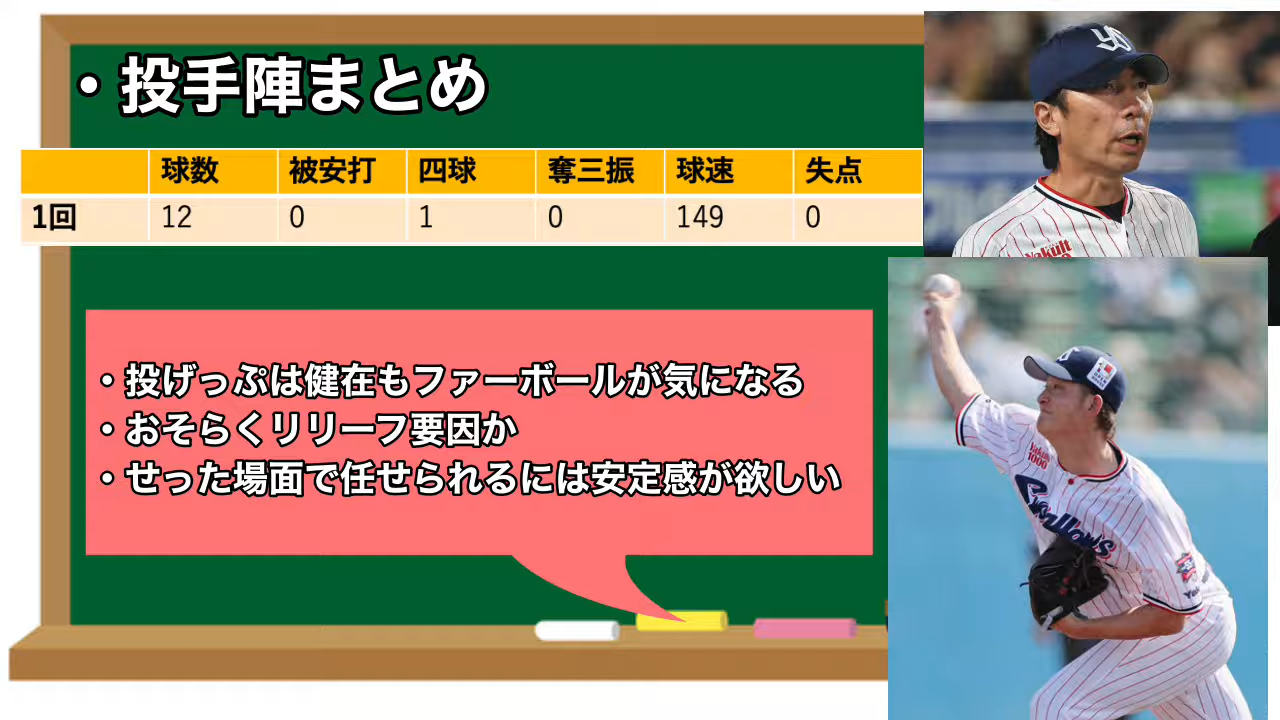 ・投手陣まとめ
球数 被安打 四球 奪三振 球速 失点
1回 12 0 1 0 149 0
・投げっぷは健在もファーボールが気になる
・おそらくリリーフ要因か
・せった場面で任せられるには安定感が欲しい
YS
Yakult
Yakult
1000
Swallows